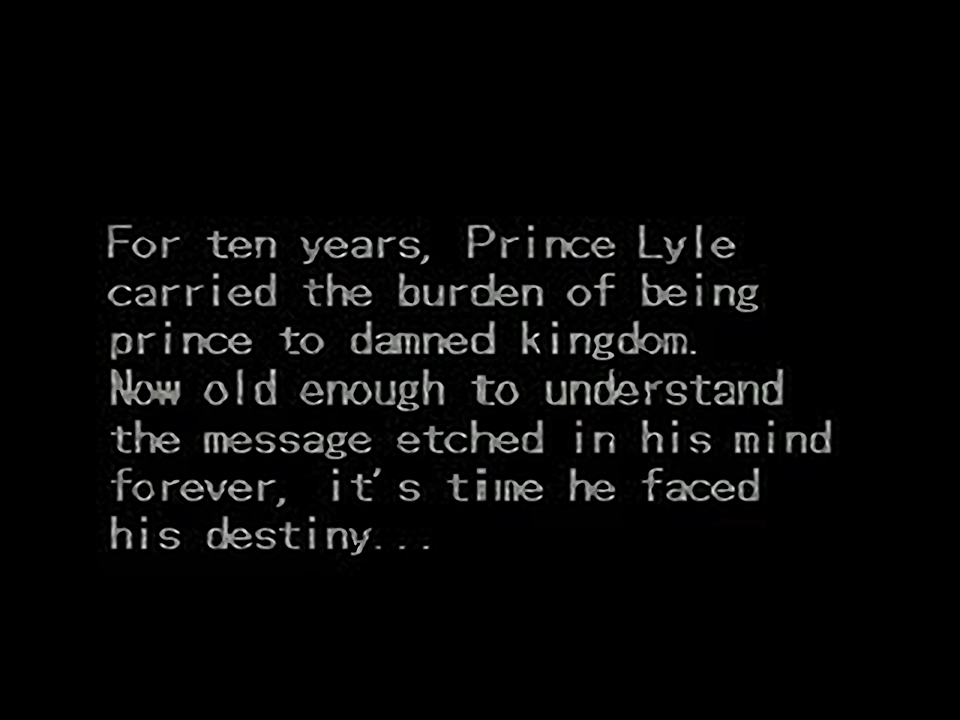 For ten years, Prince Lyle
carried the burden of being
prince to damned kingdom.
Now old enough to understand
the message etched in his mind
forever, it's time he faced
his destiny...